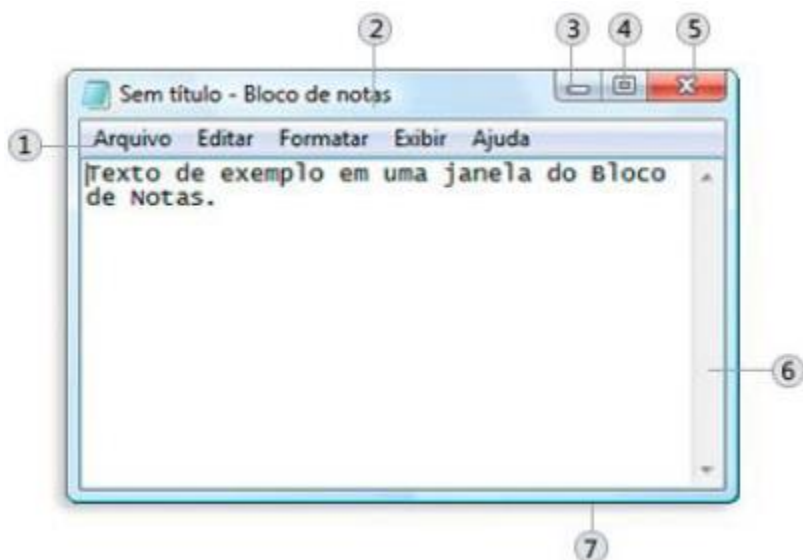 2 3 4 5
Sem título - Bloco de notas
1 Arquivo Editar Formatar Exibir Ajuda
Texto de exemplo em uma janela do Bloco
de Notas.
6
7